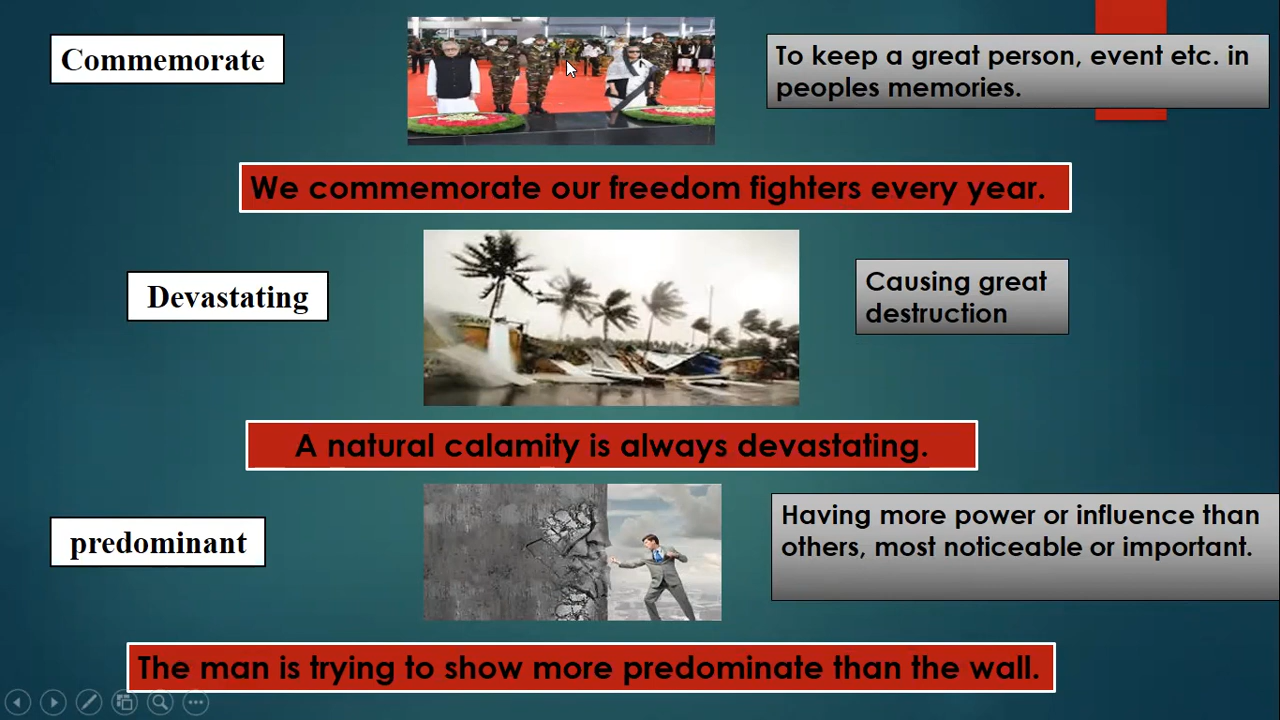 Commemorate
To keep a great person, event etc. in
peoples memories.
We commemorate our freedom fighters every year.
Devastating
Causing great
destruction
A natural calamity is always devastating.
predominant
Having more power or influence than
others, most noticeable or important.
The man is trying to show more predominate than the wall.